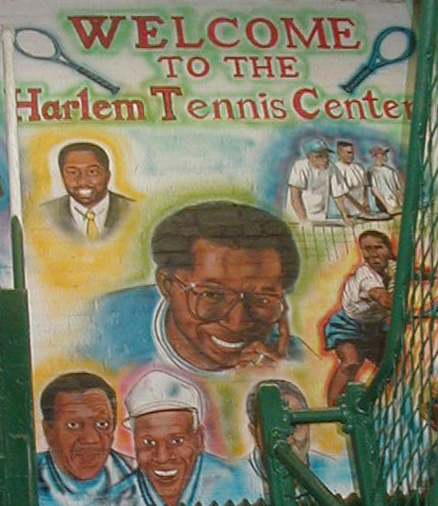 WELCOME
TO THE
Harlem Tennis Center